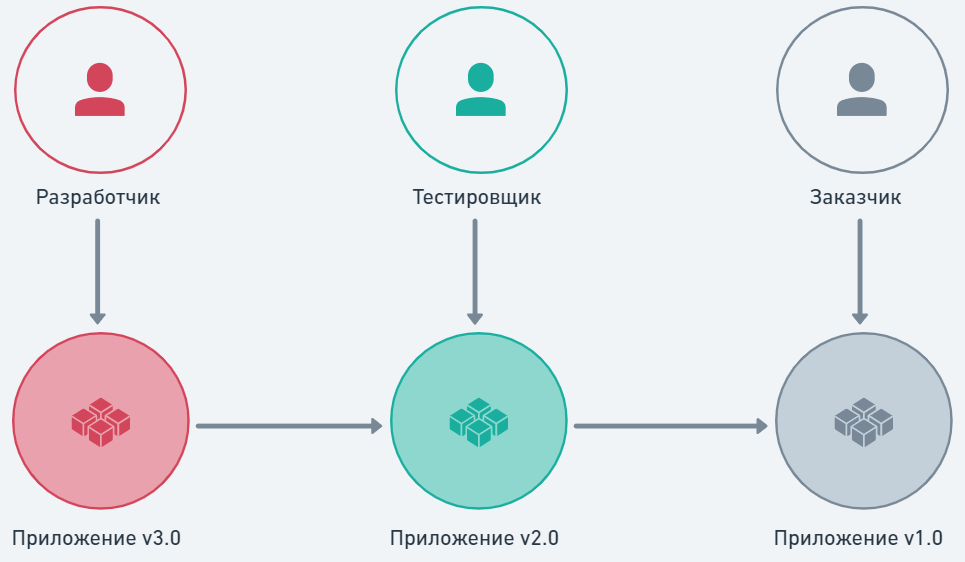 Разработчик
Тестировщик
Заказчик
Приложение v3.0
Приложение v2.0
Приложение v1.0